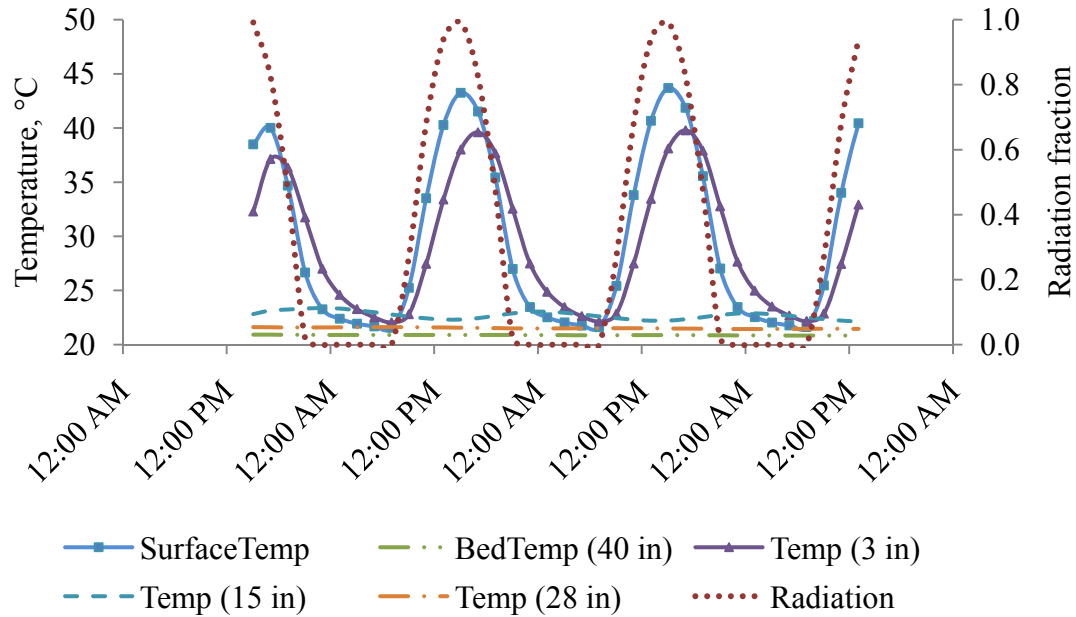 50
45
40
35
30
25
20
Temperature, °C
1.0
0.8
0.6
0.4
0.2
0.0
Radiation fraction
12:00 AM
12:00 PM
12:00 AM
12:00 PM
12:00 AM
12:00 PM
12:00 AM
12:00 PM
12:00 AM
SurfaceTemp
BedTemp (40 in)
Temp (3 in)
Temp (15 in)
Temp (28 in)
Radiation